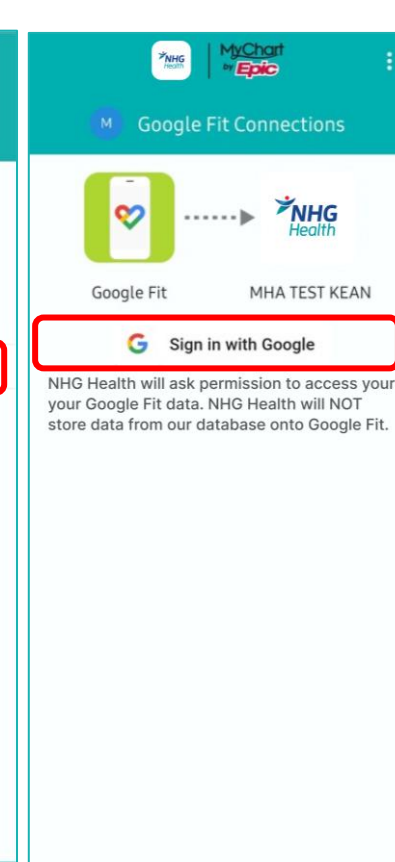 NHG
Health
MyChart
by Epic
M Google Fit Connections
NHG
Health
Google Fit MHA TEST KEAN
G Sign in with Google
NHG Health will ask permission to access your
your Google Fit data. NHG Health will NOT
store data from our database onto Google Fit.